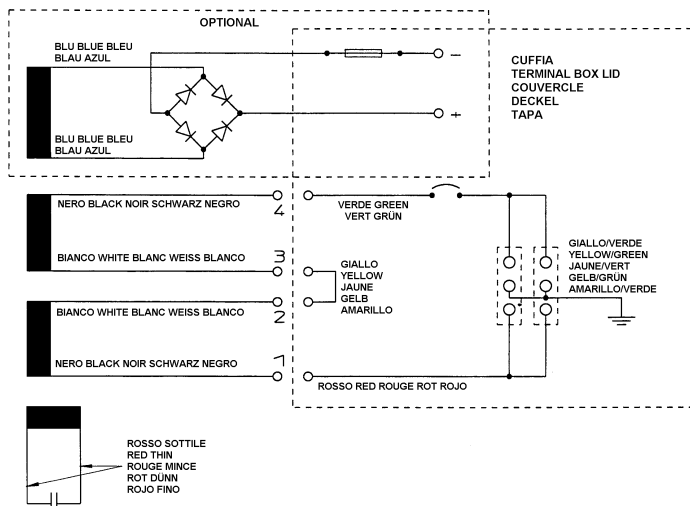 OPTIONAL
BLU BLUE BLEU
BLAU AZUL
−
+
CUFFIA
TERMINAL BOX LID
COUVERCLE
DECKEL
TAPA
BLU BLUE BLEU
BLAU AZUL
NERO BLACK NOIR SCHWARZ NEGRO
4
VERDE GREEN
VERT GRÜN
BIANCO WHITE BLANC WEISS BLANCO
3
GIALLO
YELLOW
JAUNE
GELB
AMARILLO
GIALLO/VERDE
YELLOW/GREEN
JAUNE/VERT
GELB/GRÜN
AMARILLO/VERDE
BIANCO WHITE BLANC WEISS BLANCO
2
NERO BLACK NOIR SCHWARZ NEGRO
1
ROSSO RED ROUGE ROT ROJO
ROSSO SOTTILE
RED THIN
ROUGE MINCE
ROT DÜNN
ROJO FINO